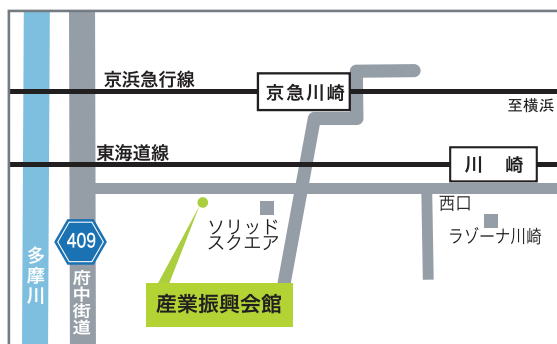 京浜急行線
京急川崎
至横浜
東海道線
川崎
西口
ソリッド
スクエア
ラゾーナ川崎
409
多摩川
府中街道
産業振興会館